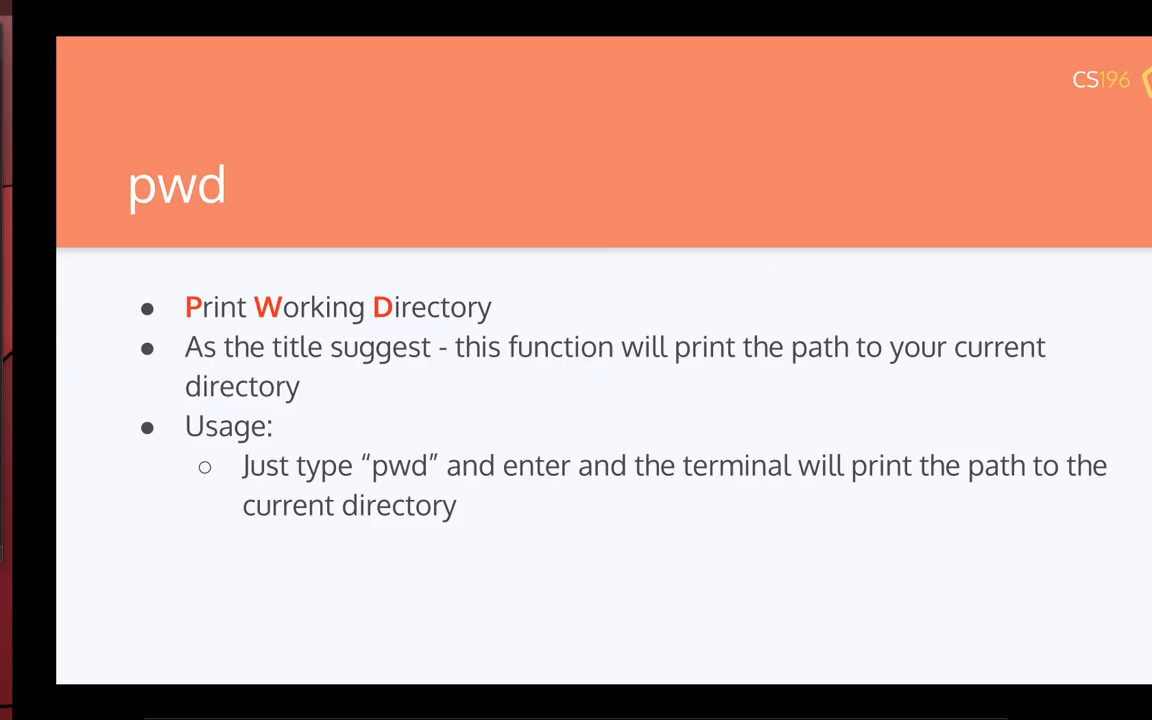 CS196
pwd
● Print Working Directory
● As the title suggest - this function will print the path to your current
directory
● Usage:
○ Just type “pwd” and enter and the terminal will print the path to the
current directory